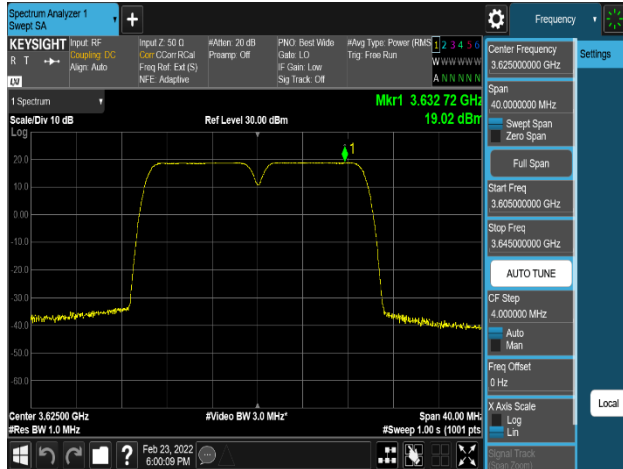 Spectrum Analyzer 1
Swept SA
Frequency
KEYSIGHT
R T
Input: RF
Coupling: DC
Align: Auto
Input Z: 50 Ω
Corr CCorr RCal
Freq Ref: Ext (S)
NFE: Adaptive
#Atten: 20 dB
Preamp: Off
PNO: Best Wide
Gate: LO
IF Gain: Low
Sig Track: Off
#Avg Type: Power (RMS
Trig: Free Run
1 2 3 4 5 6
W W W W W W
A N N N N N
1 Spectrum
Scale/Div 10 dB
Ref Level 30.00 dBm
Mkr1 3.632 72 GHz
19.02 dBm
Log
20.0
10.0
0.00
-10.0
-20.0
-30.0
-40.0
-50.0
-60.0
1
Center 3.62500 GHz
#Res BW 1.0 MHz
#Video BW 3.0 MHz*
Span 40.00 MHz
#Sweep 1.00 s (1001 pts
Feb 23, 2022
6:00:09 PM
?
Center Frequency
3.625000000 GHz
Settings
Span
40.0000000 MHz
Swept Span
Zero Span
Full Span
Start Freq
3.605000000 GHz
Stop Freq
3.645000000 GHz
AUTO TUNE
CF Step
4.000000 MHz
Auto
Man
Freq Offset
0 Hz
X Axis Scale
Log
Lin
Local
Signal Track
(Span Zoom)